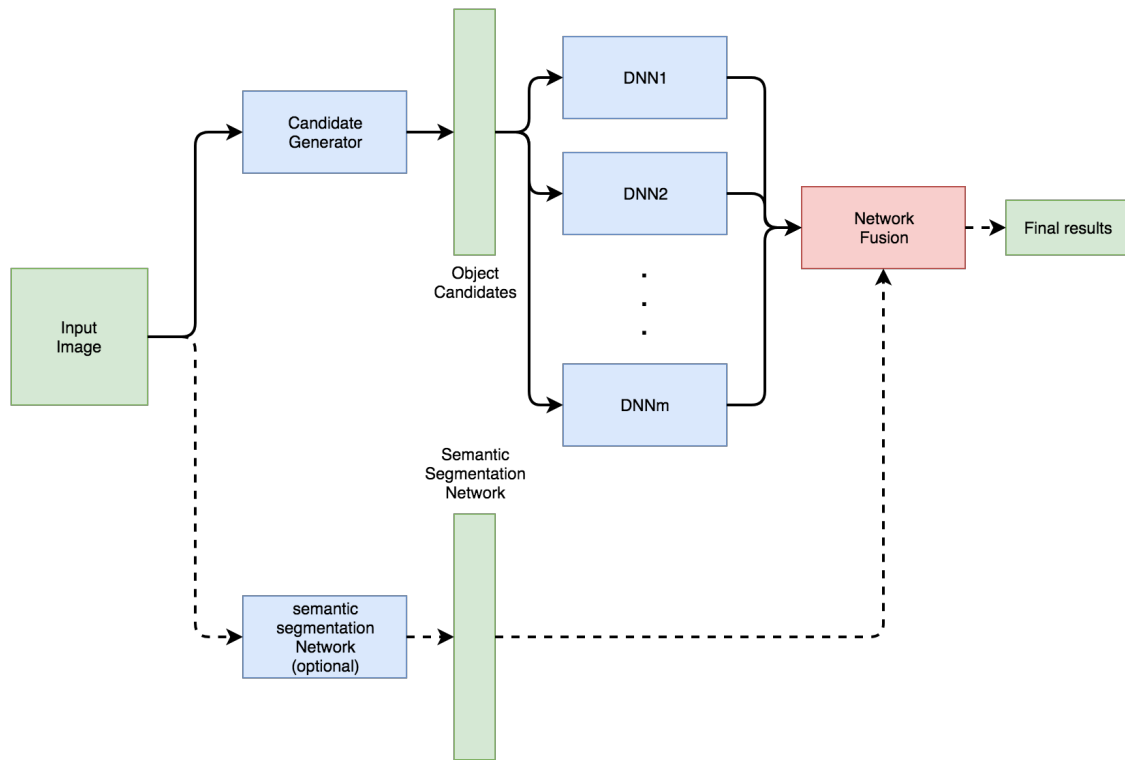 Input
Image
Candidate
Generator
Object
Candidates
DNN1
DNN2
.
.
.
DNNm
Network
Fusion
Final results
Semantic
Segmentation
Network
semantic
segmentation
Network
(optional)